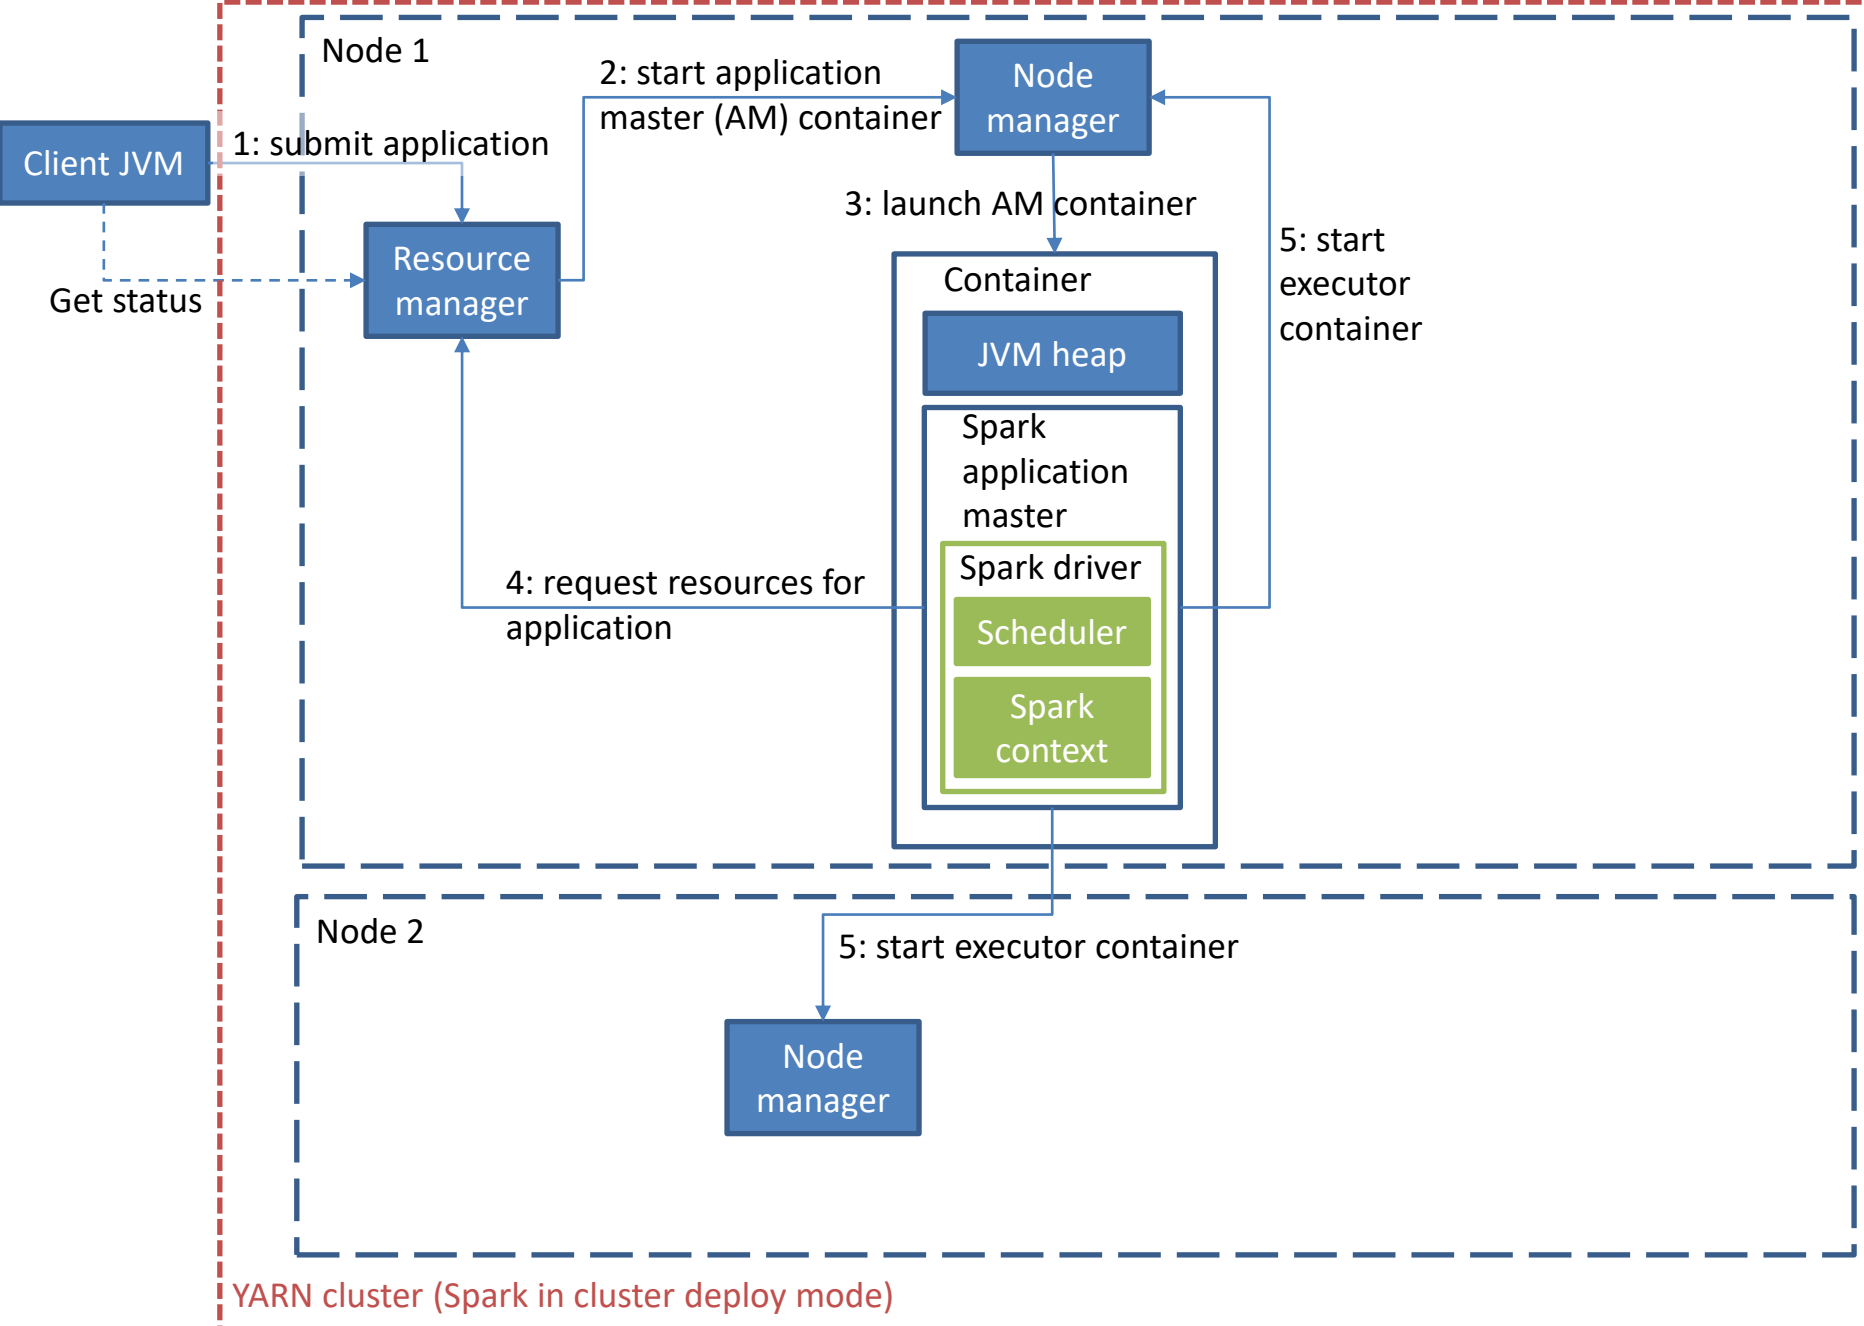 Node 1
2: start application
master (AM) container
Node
manager
Client JVM
1: submit application
3: launch AM container
Resource
manager
Get status
5: start
executor
container
Container
JVM heap
Spark
application
master
Spark driver
Scheduler
Spark
context
4: request resources for
application
Node 2
5: start executor container
Node
manager
YARN cluster (Spark in cluster deploy mode)